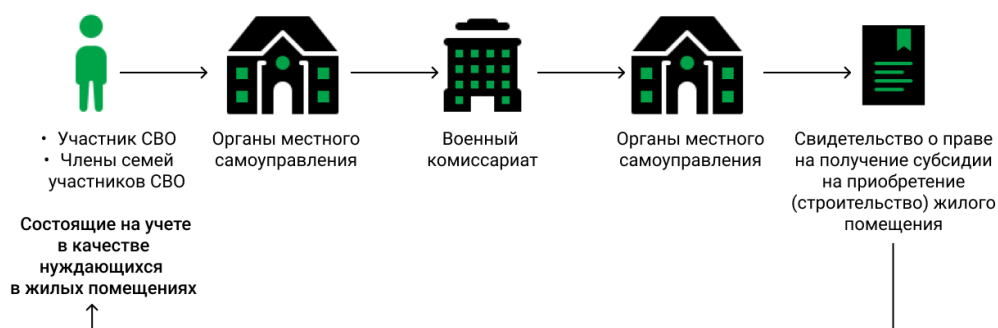 • Участник СВО
• Члены семей
участников СВО
Состоящие на учете
в качестве
нуждающихся
в жилых помещениях
Органы местного
самоуправления
Военный
комиссариат
Органы местного
самоуправления
Свидетельство о праве
на получение субсидии
на приобретение
(строительство) жилого
помещения